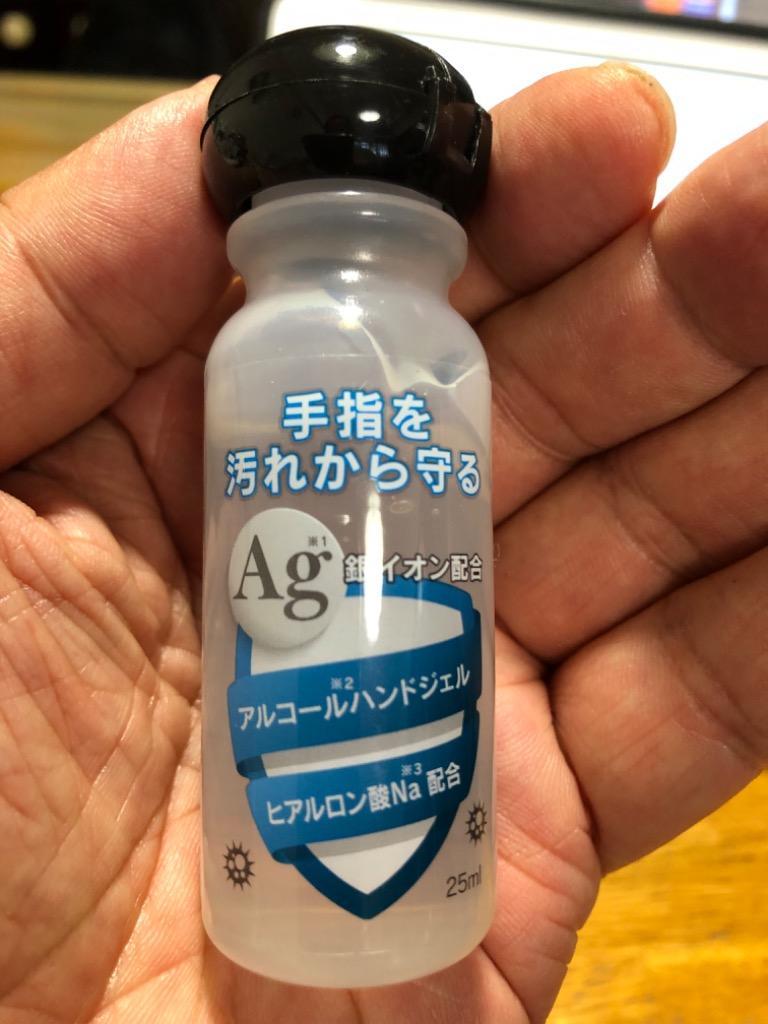 手指を
汚れから守る
Ag※1
銀イオン配合
アルコール※2ハンドジェル
ヒアルロン酸Na※3配合
25ml